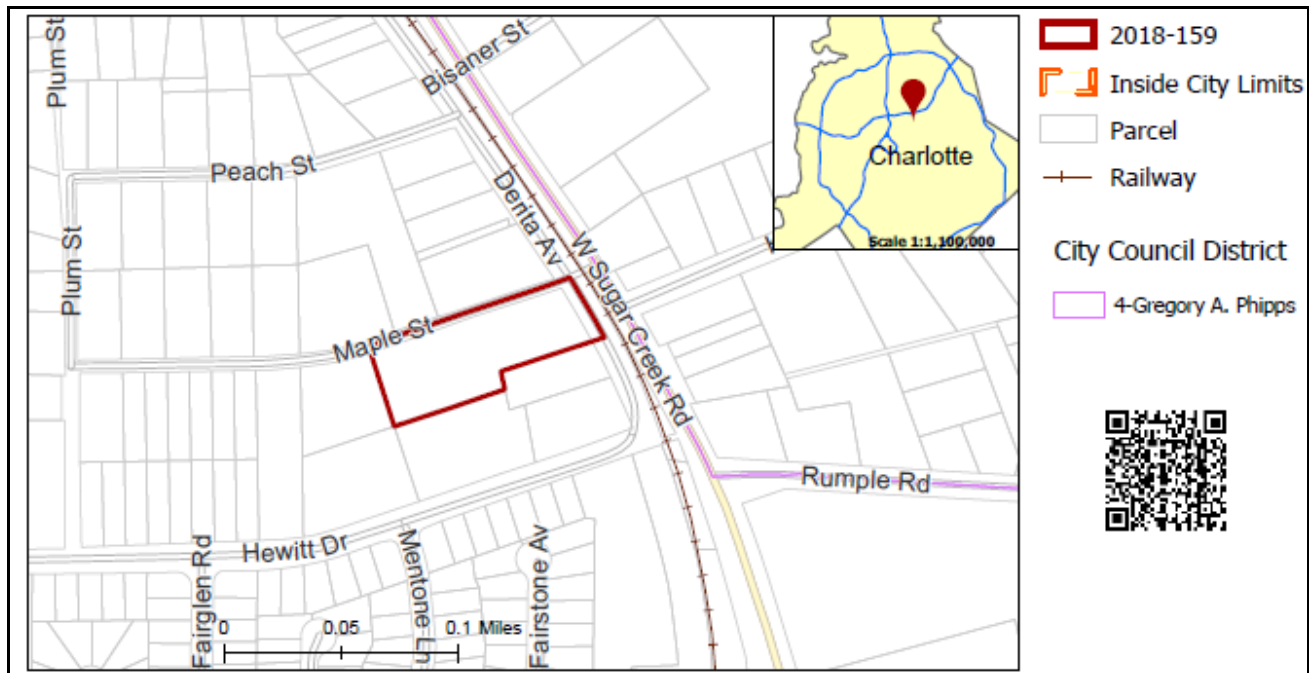 Plum St
Bisaner St
Peach St
Derita Av
Plum St
W Sugar Creek Rd
Maple St
Rumple Rd
Hewitt Dr
Fairglen Rd
Mentone Ln
Fairstone Av
0 0.05 0.1 Miles
Charlotte
Scale 1:1,100,000
2018-159
Inside City Limits
Parcel
Railway
City Council District
4-Gregory A. Phipps